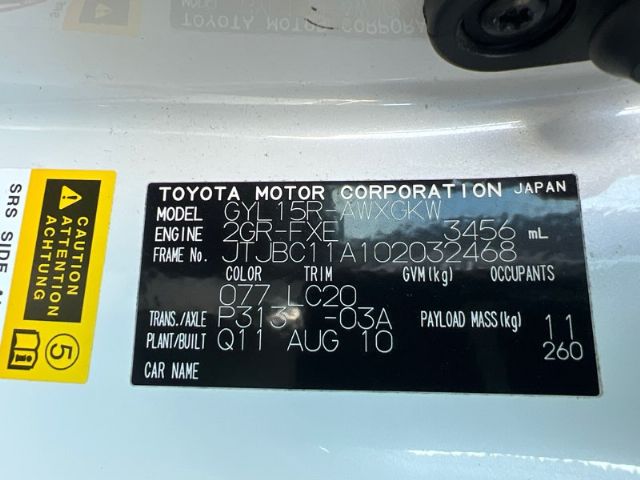 TOYOTA MOTOR CORPORATION JAPAN
MODEL GYL15R-AWXGKW
ENGINE 2GR-FXE 3456 mL
FRAME No. JTJBC11A102032468
COLOR TRIM GVM(kg) OCCUPANTS
077 LC20
TRANS./AXLE P313 -03A PAYLOAD MASS(kg) 11
PLANT/BUILT Q11 AUG 10 260
CAR NAME
ATTENTION
ACHTUNG
5
SRS SIDE